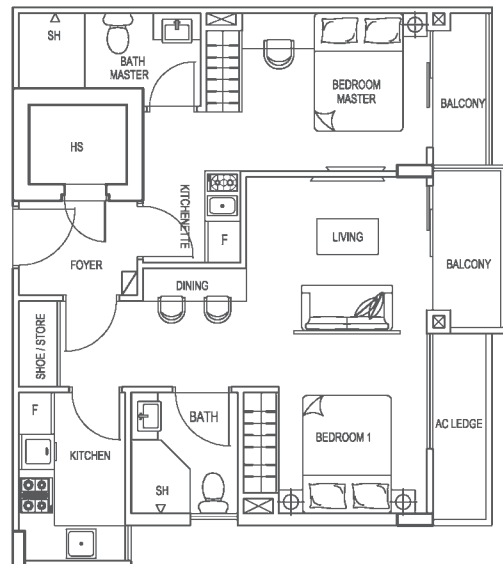 SH
BATH
MASTER
BEDROOM
MASTER
BALCONY
HS
KITCHENETTE
F
LIVING
BALCONY
FOYER
DINING
SHOE / STORE
F
BATH
BEDROOM 1
AC LEDGE
KITCHEN
SH